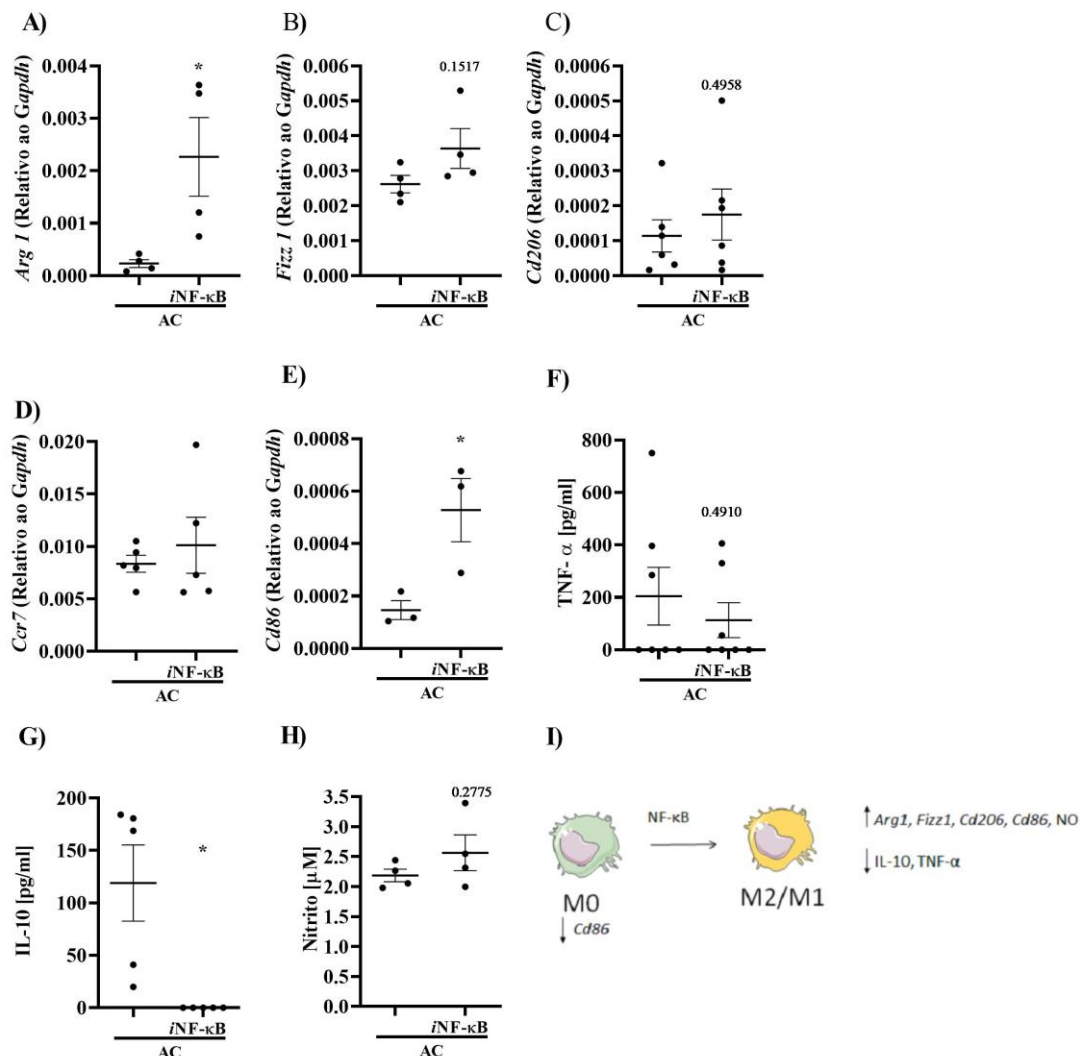 A)
Arg 1 (Relativo ao Gapdh)
0.004
0.003
0.002
0.001
0.000
*
iNF-κB
AC
B)
Fizz 1 (Relativo ao Gapdh)
0.006
0.005
0.004
0.003
0.002
0.001
0.000
0.1517
iNF-κB
AC
C)
Cd206 (Relativo ao Gapdh)
0.0006
0.0005
0.0004
0.0003
0.0002
0.0001
0.0000
0.4958
iNF-κB
AC
D)
Ccr7 (Relativo ao Gapdh)
0.020
0.015
0.010
0.005
0.000
iNF-κB
AC
E)
Cd86 (Relativo ao Gapdh)
0.0008
0.0006
0.0004
0.0002
0.0000
*
iNF-κB
AC
F)
TNF- α [pg/ml]
800
600
400
200
0
0.4910
iNF-κB
AC
G)
IL-10 [pg/ml]
200
150
100
50
0
*
iNF-κB
AC
H)
Nitrito [µM]
3.5
3.0
2.5
2.0
1.5
1.0
0.5
0.0
0.2775
iNF-κB
AC
I)
NF-κB
M0
↓ Cd86
M2/M1
↑ Arg1, Fizz1, Cd206, Cd86, NO
↓ IL-10, TNF-α